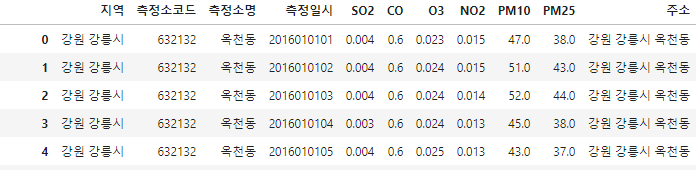 지역 측정소코드 측정소명 측정일시 SO2 CO O3 NO2 PM10 PM25 주소
0 강원 강릉시 632132 옥천동 2016010101 0.004 0.6 0.023 0.015 47.0 38.0 강원 강릉시 옥천동
1 강원 강릉시 632132 옥천동 2016010102 0.004 0.6 0.024 0.015 51.0 43.0 강원 강릉시 옥천동
2 강원 강릉시 632132 옥천동 2016010103 0.004 0.6 0.024 0.014 52.0 44.0 강원 강릉시 옥천동
3 강원 강릉시 632132 옥천동 2016010104 0.003 0.6 0.024 0.013 45.0 38.0 강원 강릉시 옥천동
4 강원 강릉시 632132 옥천동 2016010105 0.004 0.6 0.025 0.013 43.0 37.0 강원 강릉시 옥천동